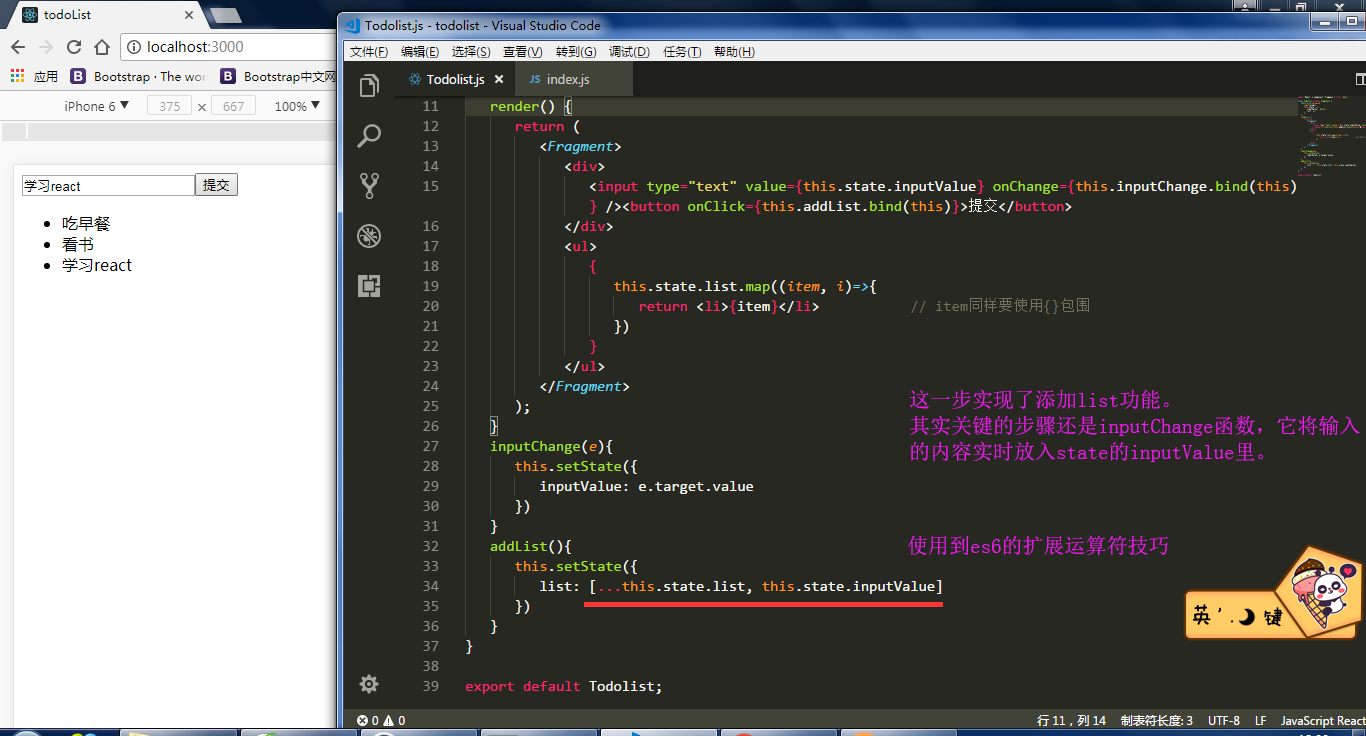 todoList
localhost:3000
应用
Bootstrap · The wor
Bootstrap中文网
iPhone 6 ▼
375 × 667
100% ▼
学习react
提交
吃早餐
看书
学习react
Todolist.js - todolist - Visual Studio Code
文件(F) 编辑(E) 选择(S) 查看(V) 转到(G) 调试(D) 任务(T) 帮助(H)
Todolist.js
JS index.js
11 render() {
12 return (
13 <Fragment>
14 <div>
15 <input type="text" value={this.state.inputValue} onChange={this.inputChange.bind(this)
} /><button onClick={this.addList.bind(this)}>提交</button>
16 </div>
17 <ul>
18 {
19 this.state.list.map((item, i)=>{
20 return <li>{item}</li> // item同样要使用{}包围
21 })
22 }
23 </ul>
24 </Fragment>
25 );
26 }
27 inputChange(e){
28 this.setState({
29 inputValue: e.target.value
30 })
31 }
32 addList(){
33 this.setState({
34 list: [...this.state.list, this.state.inputValue]
35 })
36 }
37 }
38
39 export default Todolist;
这一步实现了添加list功能。
其实关键的步骤还是inputChange函数，它将输入
的内容实时放入state的inputValue里。
使用到es6的扩展运算符技巧
英 键
0 0
行 11，列 14 制表符长度: 3 UTF-8 LF JavaScript React